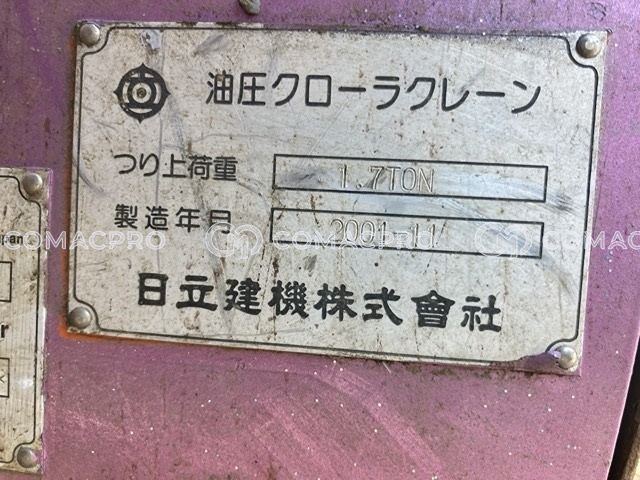 油圧クローラクレーン
つり上荷重 1.7TON
製造年月 2001 11
COMACPRO COMACPRO COMACPRO
日立建機株式會社